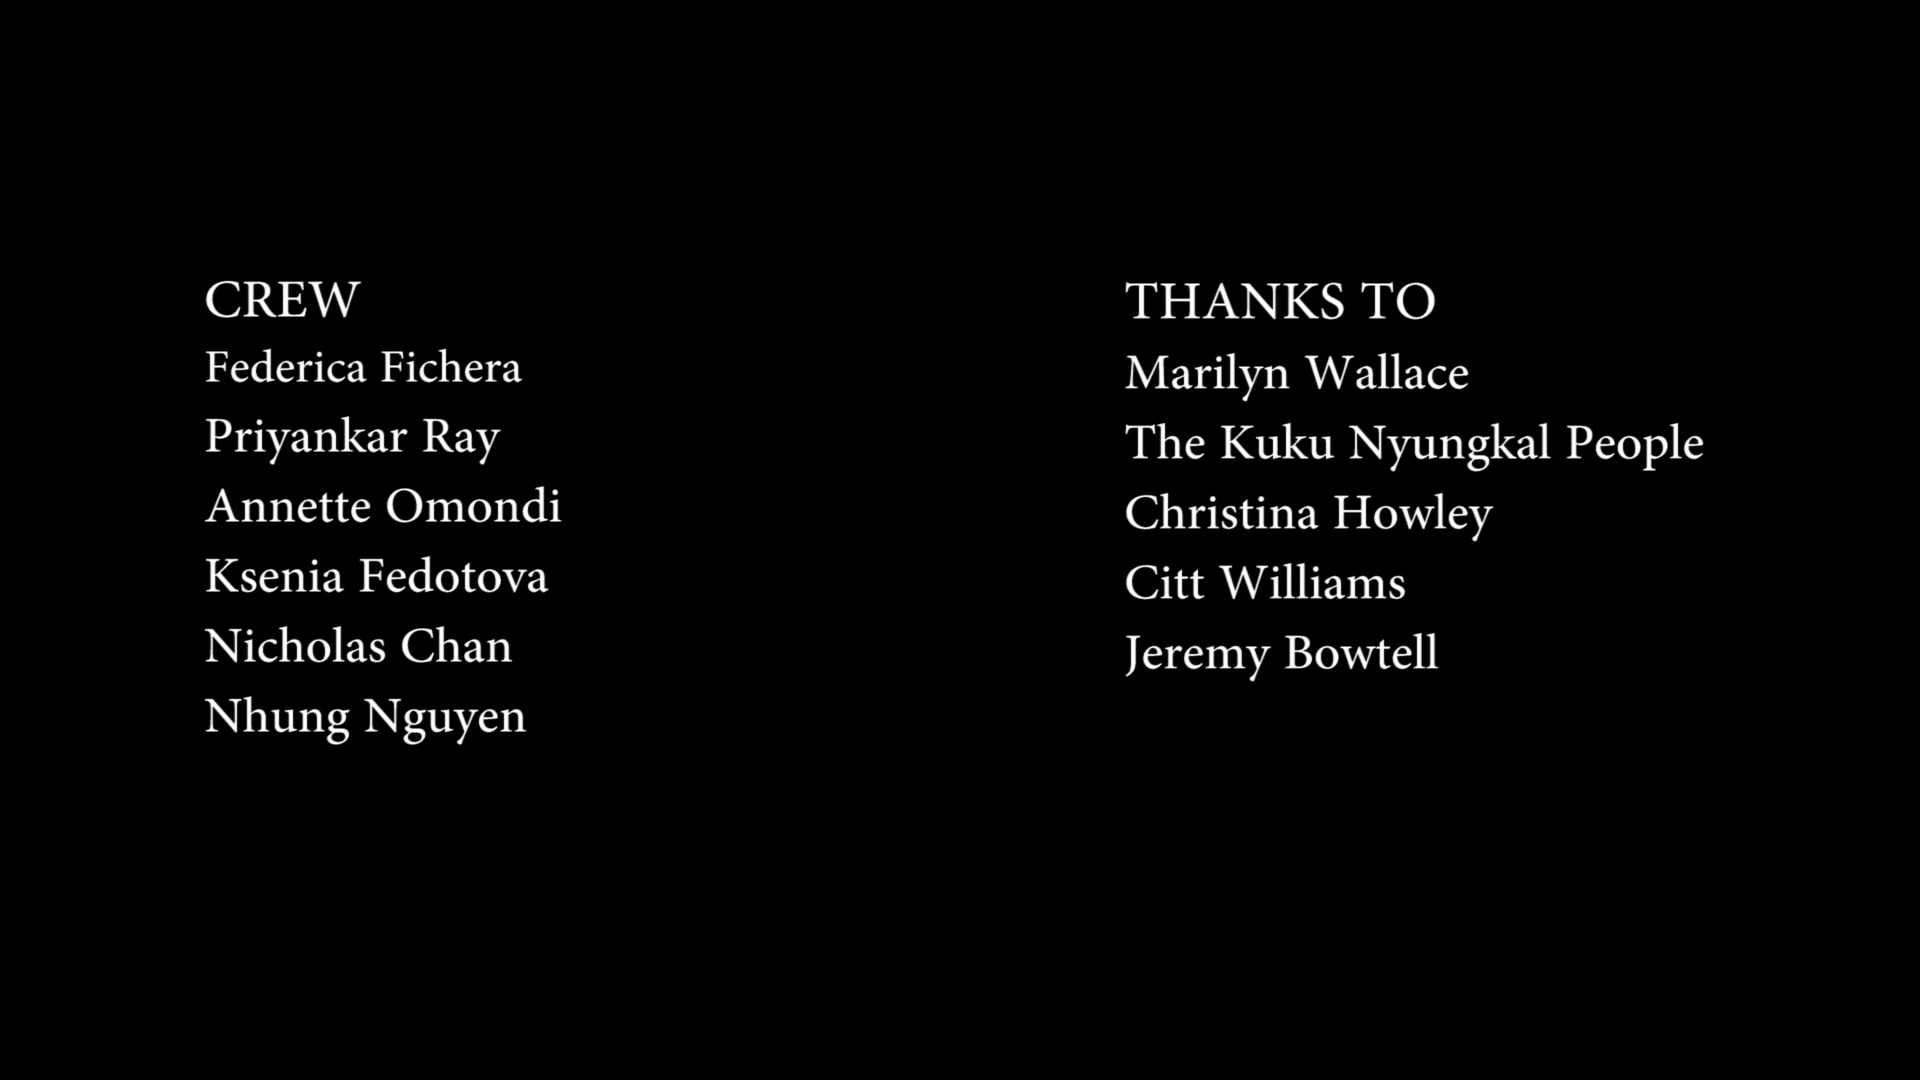 CREW
Federica Fichera
Priyankar Ray
Annette Omondi
Ksenia Fedotova
Nicholas Chan
Nhung Nguyen
THANKS TO
Marilyn Wallace
The Kuku Nyungkal People
Christina Howley
Citt Williams
Jeremy Bowtell